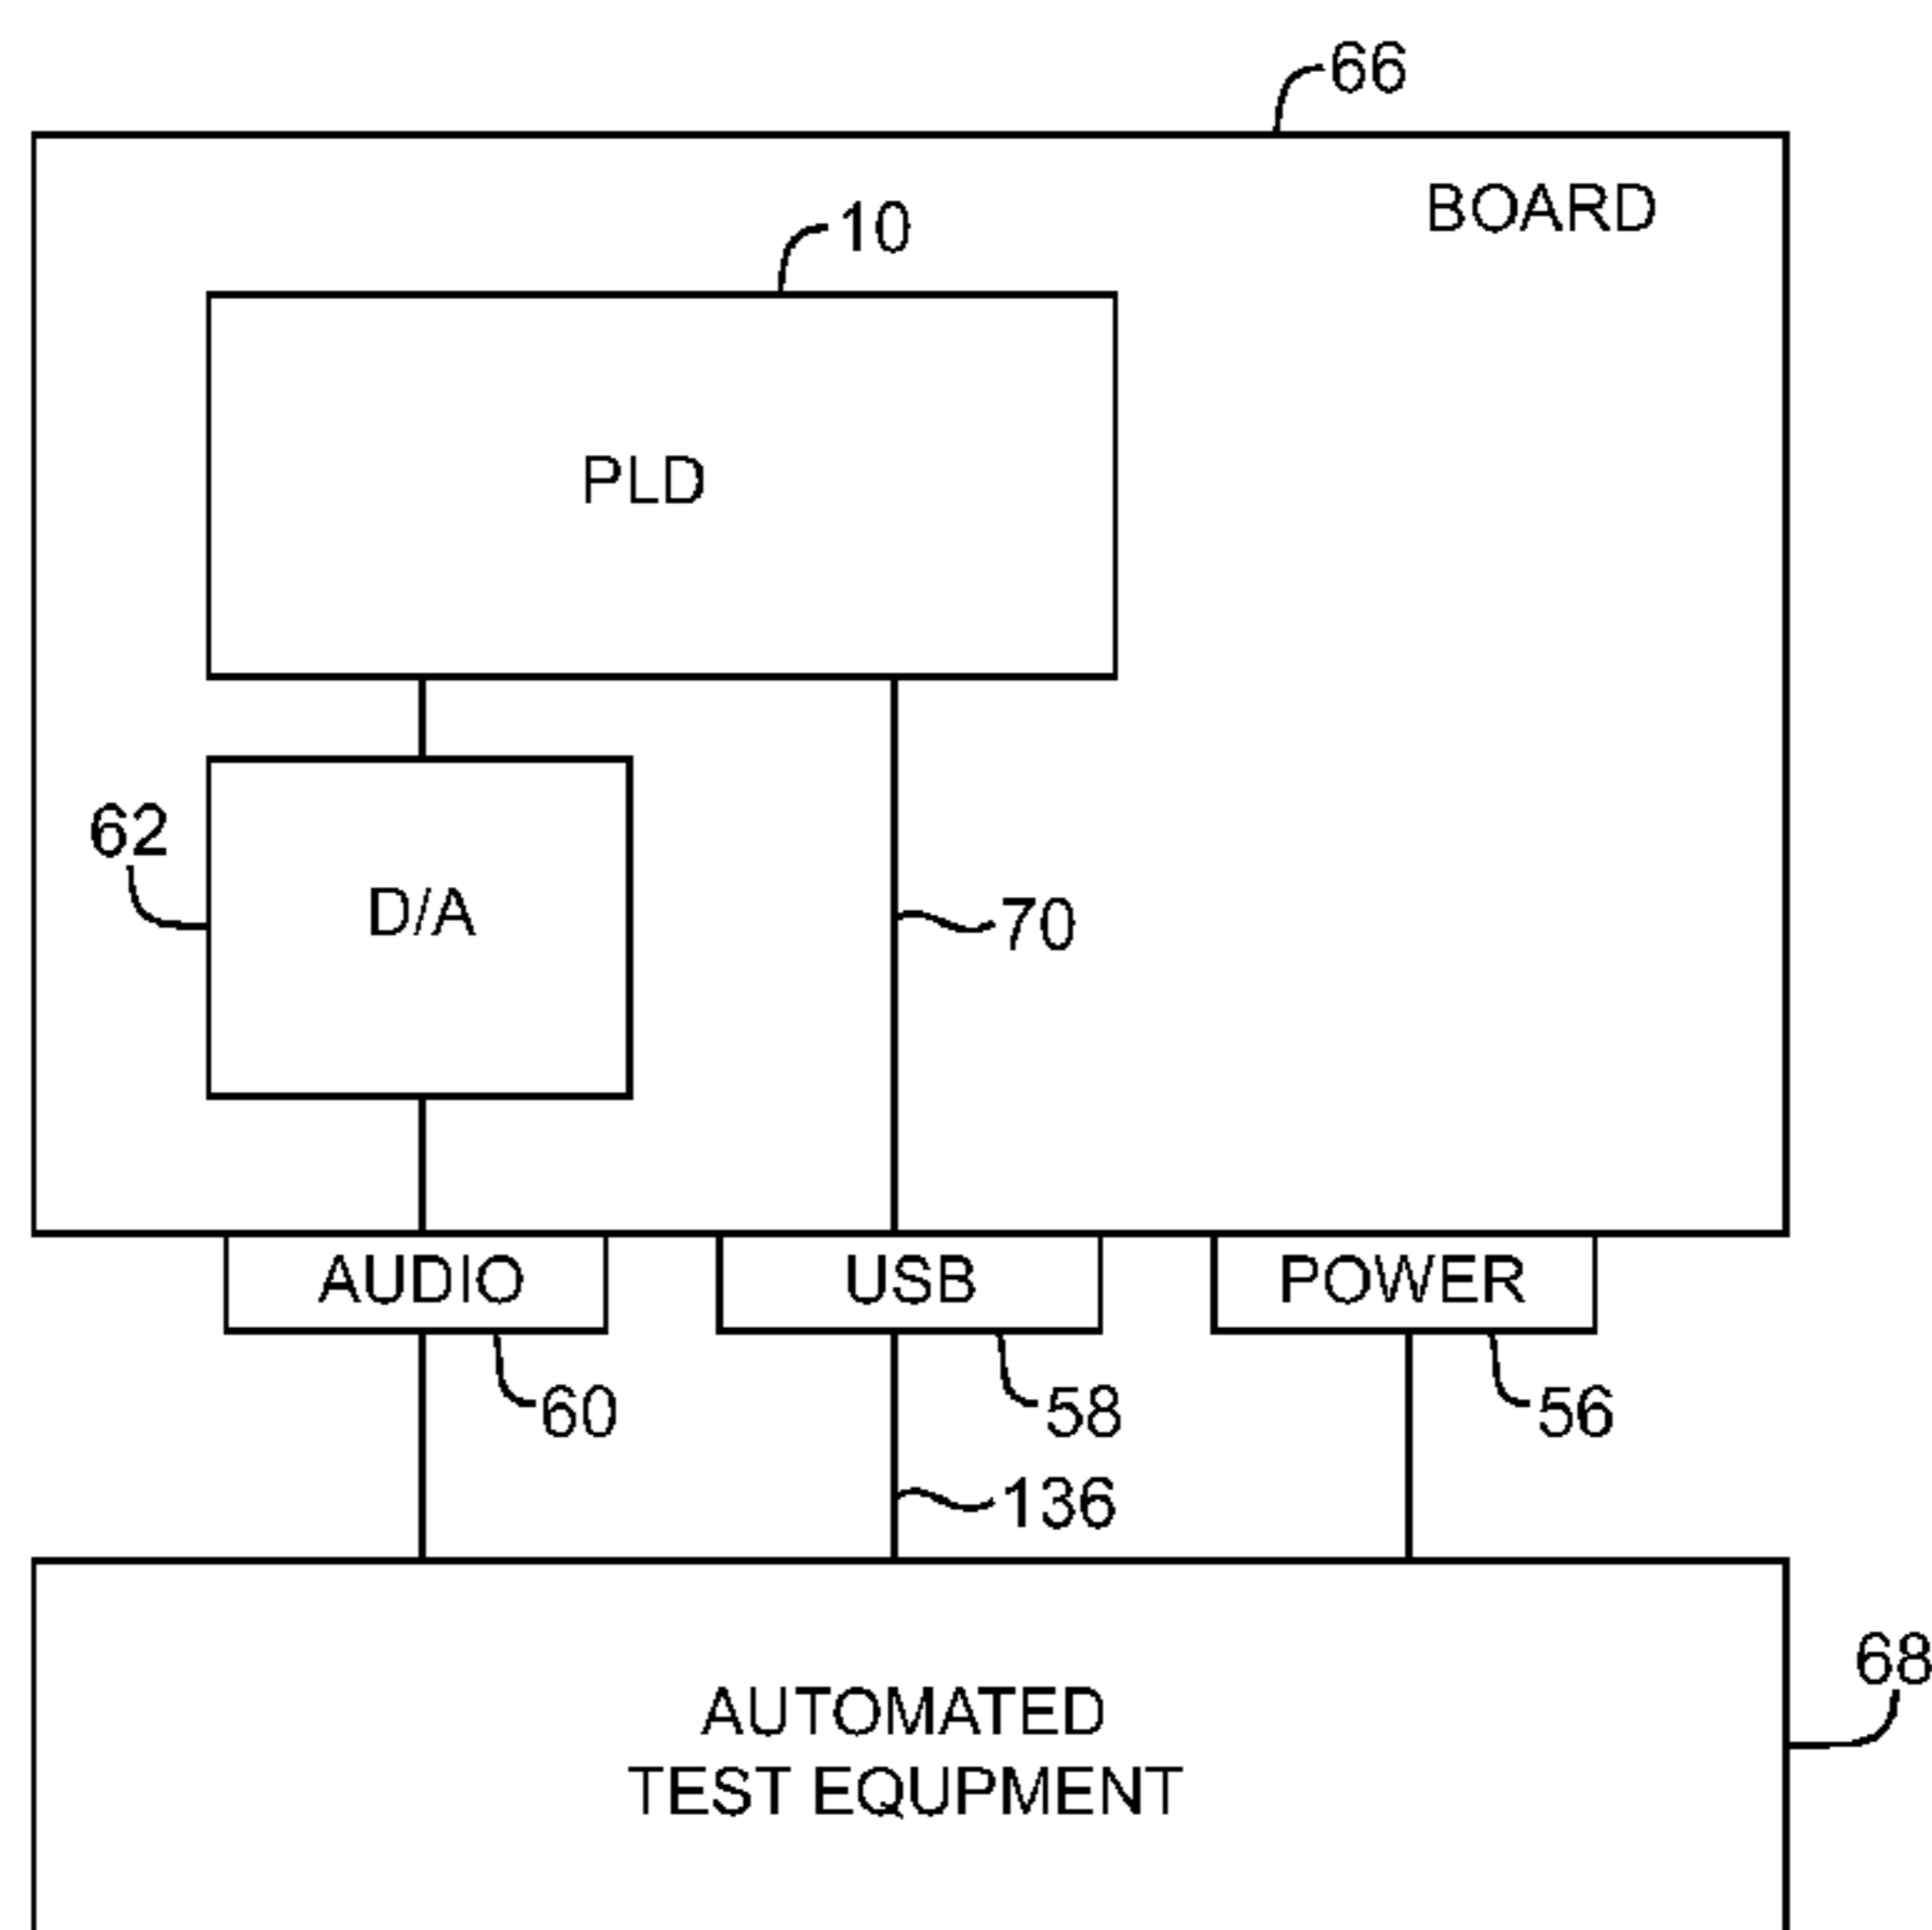 66
BOARD
10
PLD
62
D/A
70
AUDIO
USB
POWER
60
58
56
136
68
AUTOMATED
TEST EQUPMENT